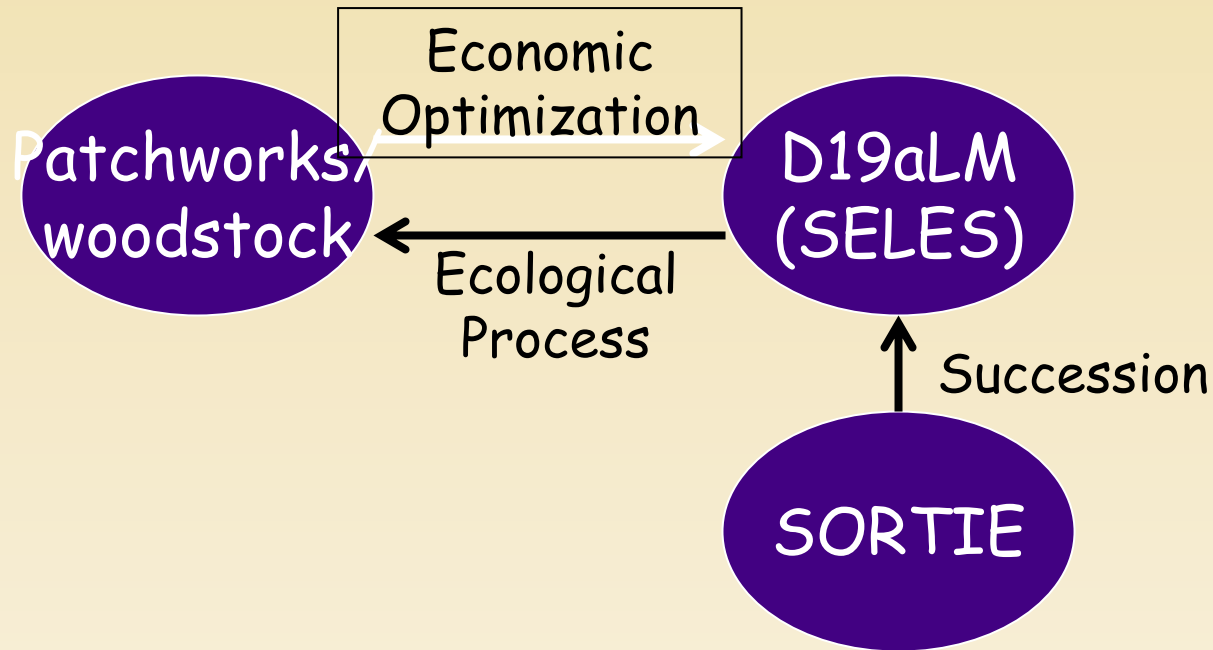 Economic
Optimization
Patchworks/
woodstock
D19aLM
(SELES)
Ecological
Process
Succession
SORTIE